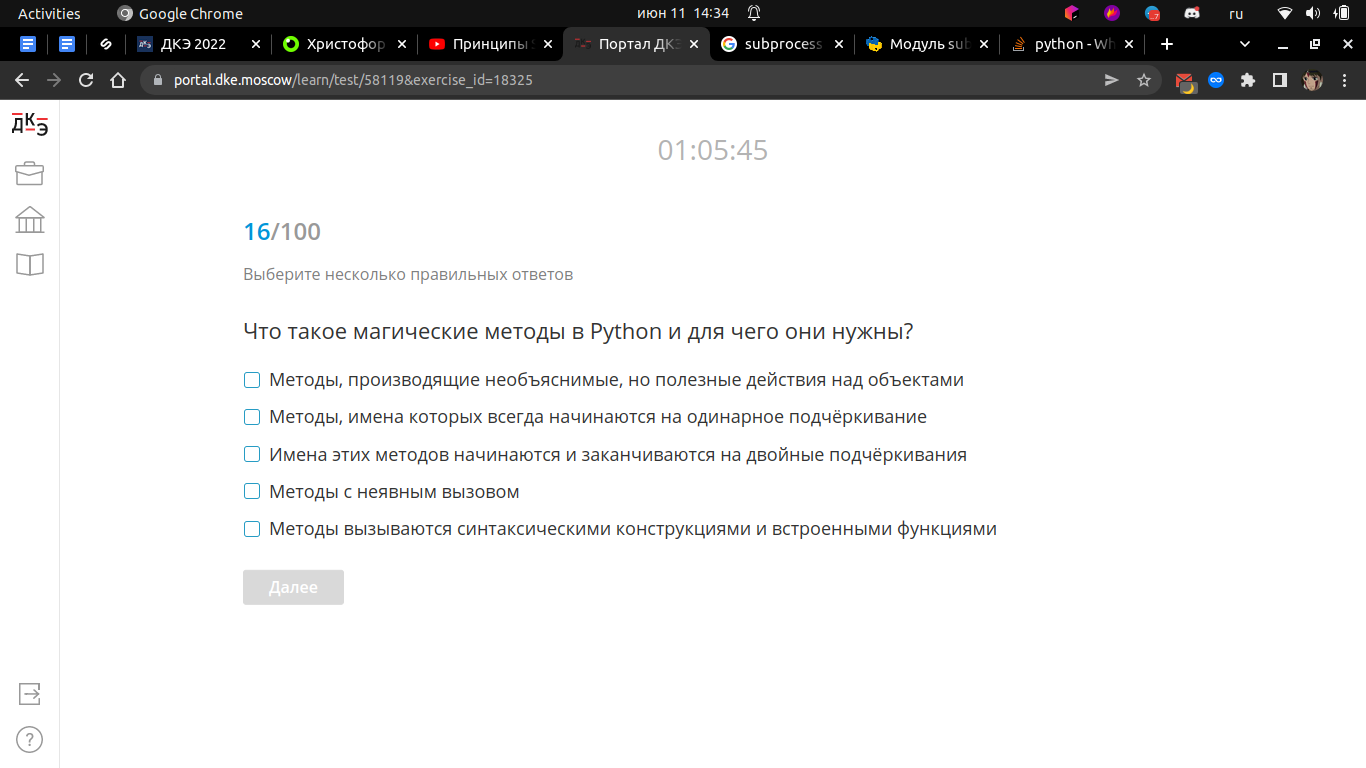 Activities
Google Chrome
июн 11 14:34
ru
ДКЭ 2022
Христофор
Принципы
Портал ДКЭ
subprocess
Модуль sub
python - Wh
portal.dke.moscow/learn/test/58119&exercise_id=18325
ДКЭ
01:05:45
16/100
Выберите несколько правильных ответов
Что такое магические методы в Python и для чего они нужны?
Методы, производящие необъяснимые, но полезные действия над объектами
Методы, имена которых всегда начинаются на одинарное подчёркивание
Имена этих методов начинаются и заканчиваются на двойные подчёркивания
Методы с неявным вызовом
Методы вызываются синтаксическими конструкциями и встроенными функциями
Далее